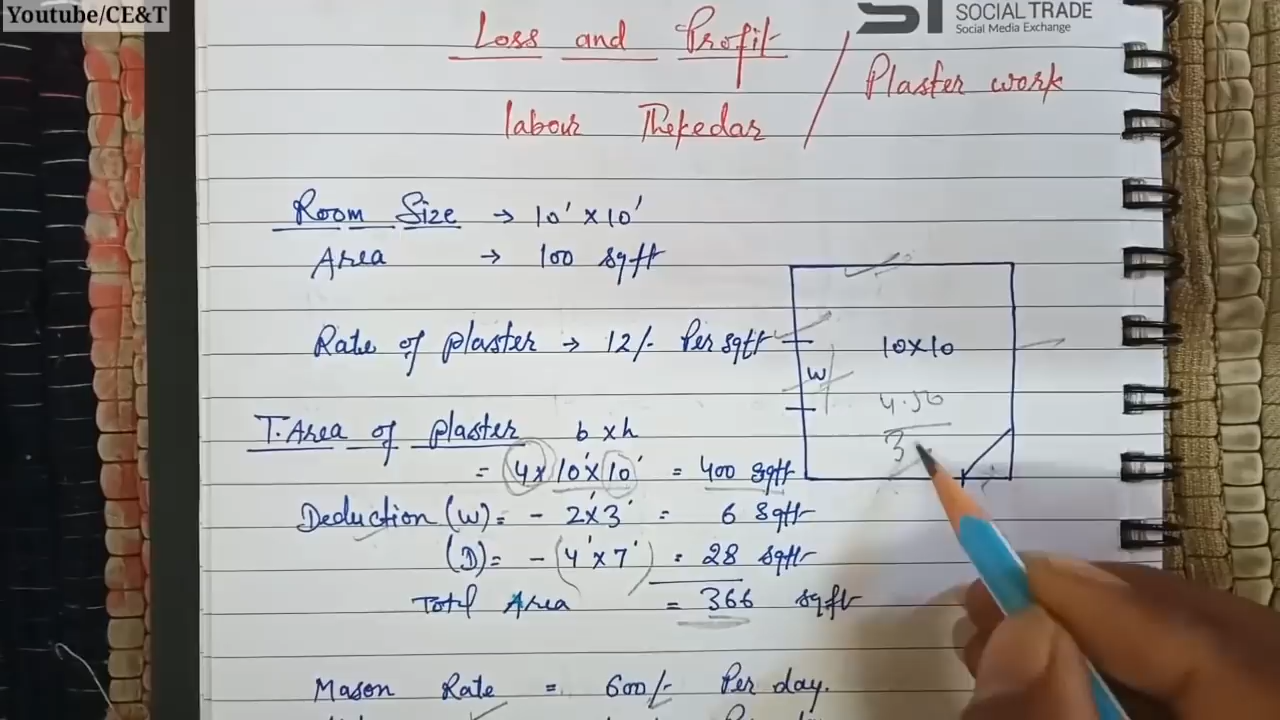 Youtube/CE&T
SOCIAL TRADE
Social Media Exchange
Loss and Profit
labour Thekedar / Plaster work
Room Size → 10' x 10'
Area → 100 sqft
Rate of plaster → 12/- Per sqft
10x10
W
4.50
3
T. Area of plaster b x h
= 4 x 10' x 10' = 400 sqft
Deduction (W) = - 2' x 3' = 6 sqft
(D) = - (4' x 7') = 28 sqft
Total Area = 366 sqft
Mason Rate = 600/- Per day.